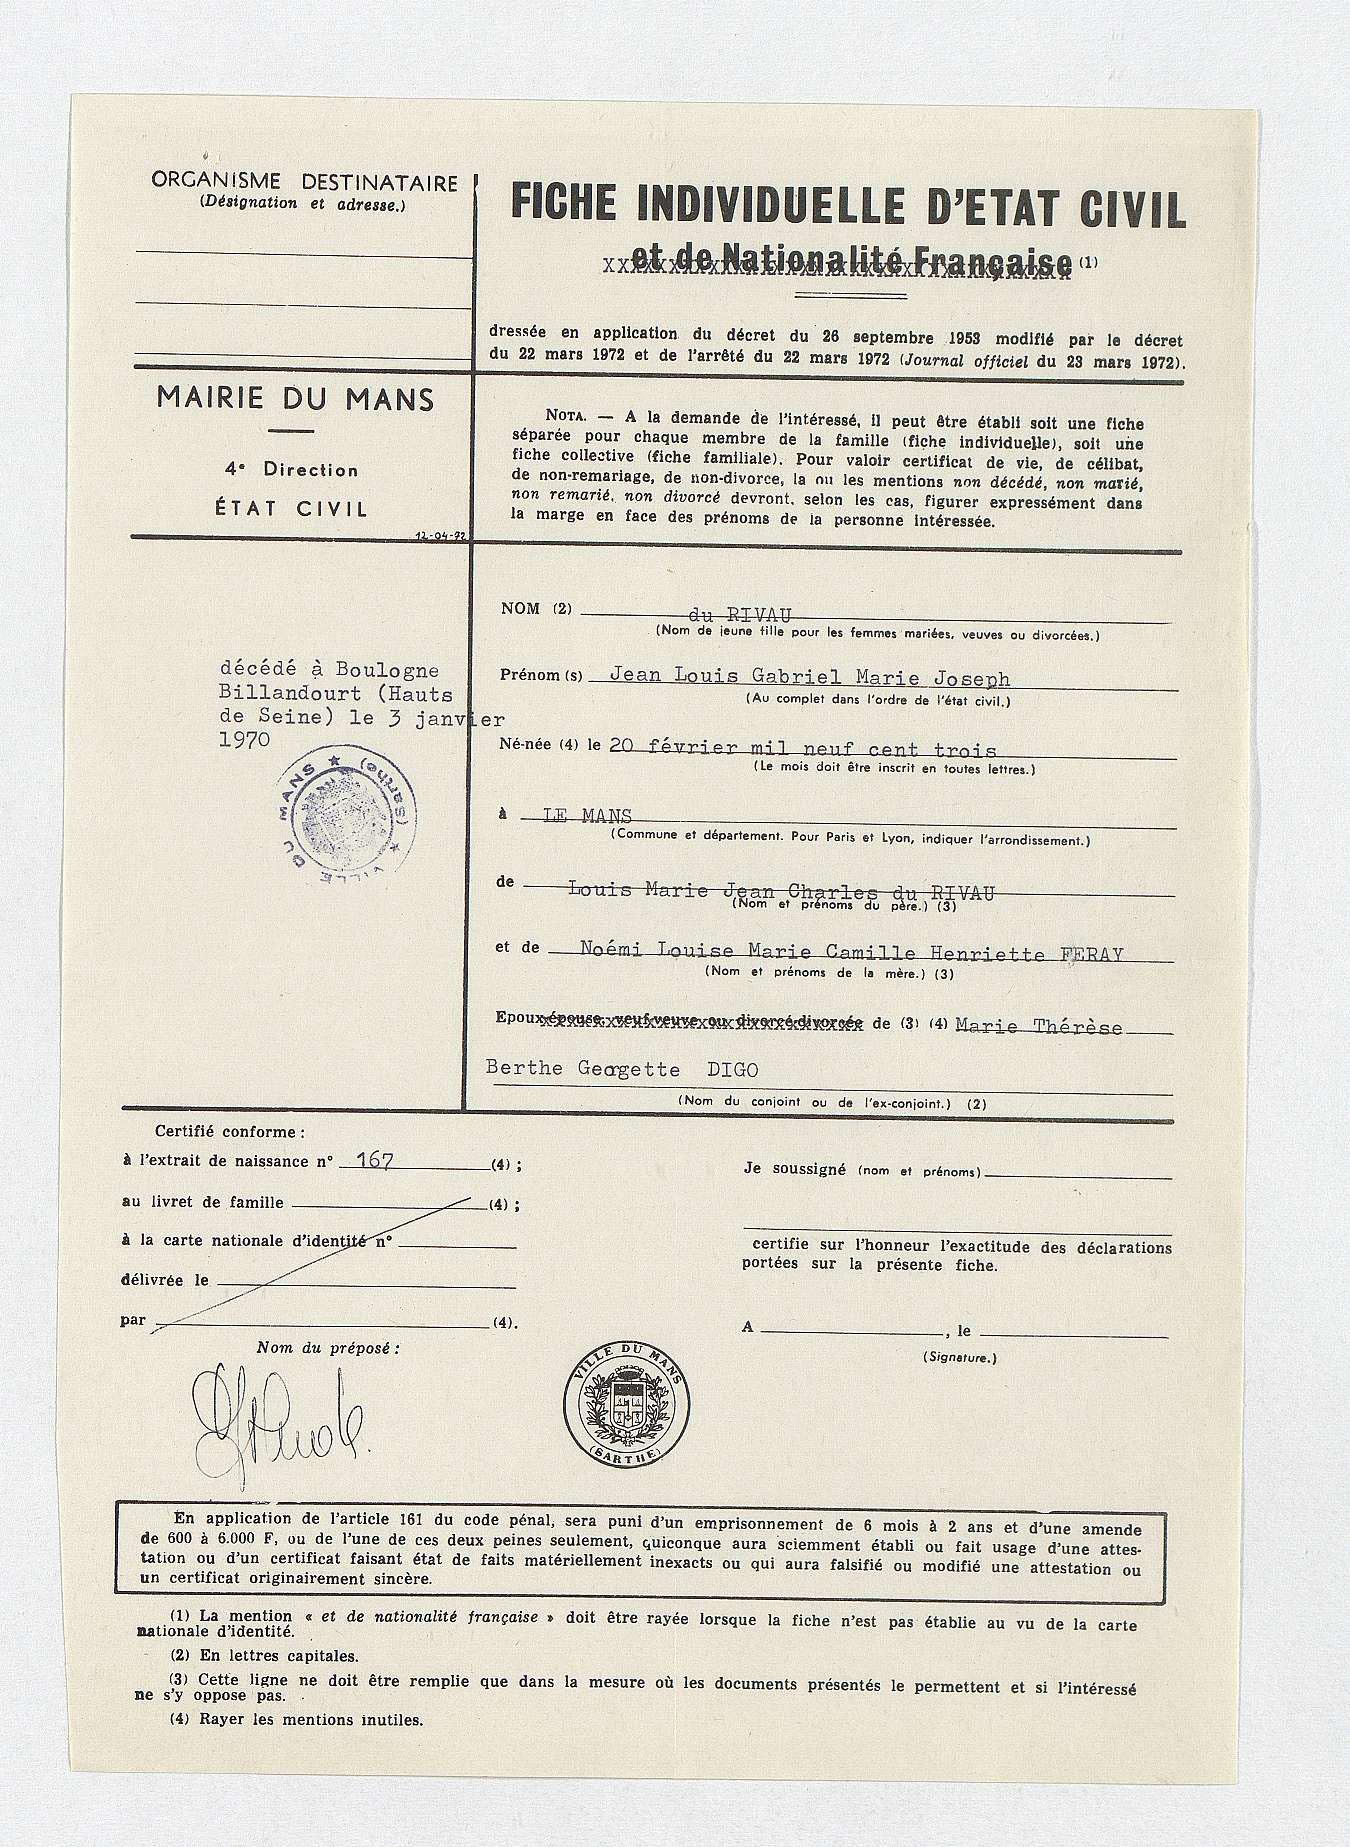 ORGANISME DESTINATAIRE
(Désignation et adresse.)
FICHE INDIVIDUELLE D'ETAT CIVIL
et de Nationalité Française (1)
dressée en application du décret du 26 septembre 1953 modifié par le décret
du 22 mars 1972 et de l'arrêté du 22 mars 1972 (Journal officiel du 23 mars 1972).
MAIRIE DU MANS
4e Direction
ÉTAT CIVIL
12-04-72
NOTA. — A la demande de l'intéressé, il peut être établi soit une fiche
séparée pour chaque membre de la famille (fiche individuelle), soit une
fiche collective (fiche familiale). Pour valoir certificat de vie, de célibat,
de non-remariage, de non-divorce, la ou les mentions non décédé, non marié,
non remarié, non divorcé devront, selon les cas, figurer expressément dans
la marge en face des prénoms de la personne intéressée.
décédé à Boulogne
Billandourt (Hauts
de Seine) le 3 janvier
1970
VILLE DU MANS ★ (Sarthe) ★
NOM (2) du RIVAU
(Nom de jeune fille pour les femmes mariées, veuves ou divorcées.)
Prénom (s) Jean Louis Gabriel Marie Joseph
(Au complet dans l'ordre de l'état civil.)
Né-née (4) le 20 février mil neuf cent trois
(Le mois doit être inscrit en toutes lettres.)
à LE MANS
(Commune et département. Pour Paris et Lyon, indiquer l'arrondissement.)
de Louis Marie Jean Charles du RIVAU
(Nom et prénoms du père.) (3)
et de Noémi Louise Marie Camille Henriette FERAY
(Nom et prénoms de la mère.) (3)
Epoux-épouse, veuf-veuve ou divorcé-divorcée de (3) (4) Marie Thérèse
Berthe Georgette DIGO
(Nom du conjoint ou de l'ex-conjoint.) (2)
Certifié conforme :
à l'extrait de naissance n° 167 (4) ;
au livret de famille (4) ;
à la carte nationale d'identité n°
délivrée le
par (4).
Nom du préposé :
Je soussigné (nom et prénoms)
certifie sur l'honneur l'exactitude des déclarations
portées sur la présente fiche.
A , le
(Signature.)
VILLE DU MANS
(SARTHE)
En application de l'article 161 du code pénal, sera puni d'un emprisonnement de 6 mois à 2 ans et d'une amende
de 600 à 6.000 F, ou de l'une de ces deux peines seulement, quiconque aura sciemment établi ou fait usage d'une attes-
tation ou d'un certificat faisant état de faits matériellement inexacts ou qui aura falsifié ou modifié une attestation ou
un certificat originairement sincère.
(1) La mention « et de nationalité française » doit être rayée lorsque la fiche n'est pas établie au vu de la carte
nationale d'identité.
(2) En lettres capitales.
(3) Cette ligne ne doit être remplie que dans la mesure où les documents présentés le permettent et si l'intéressé
ne s'y oppose pas.
(4) Rayer les mentions inutiles.